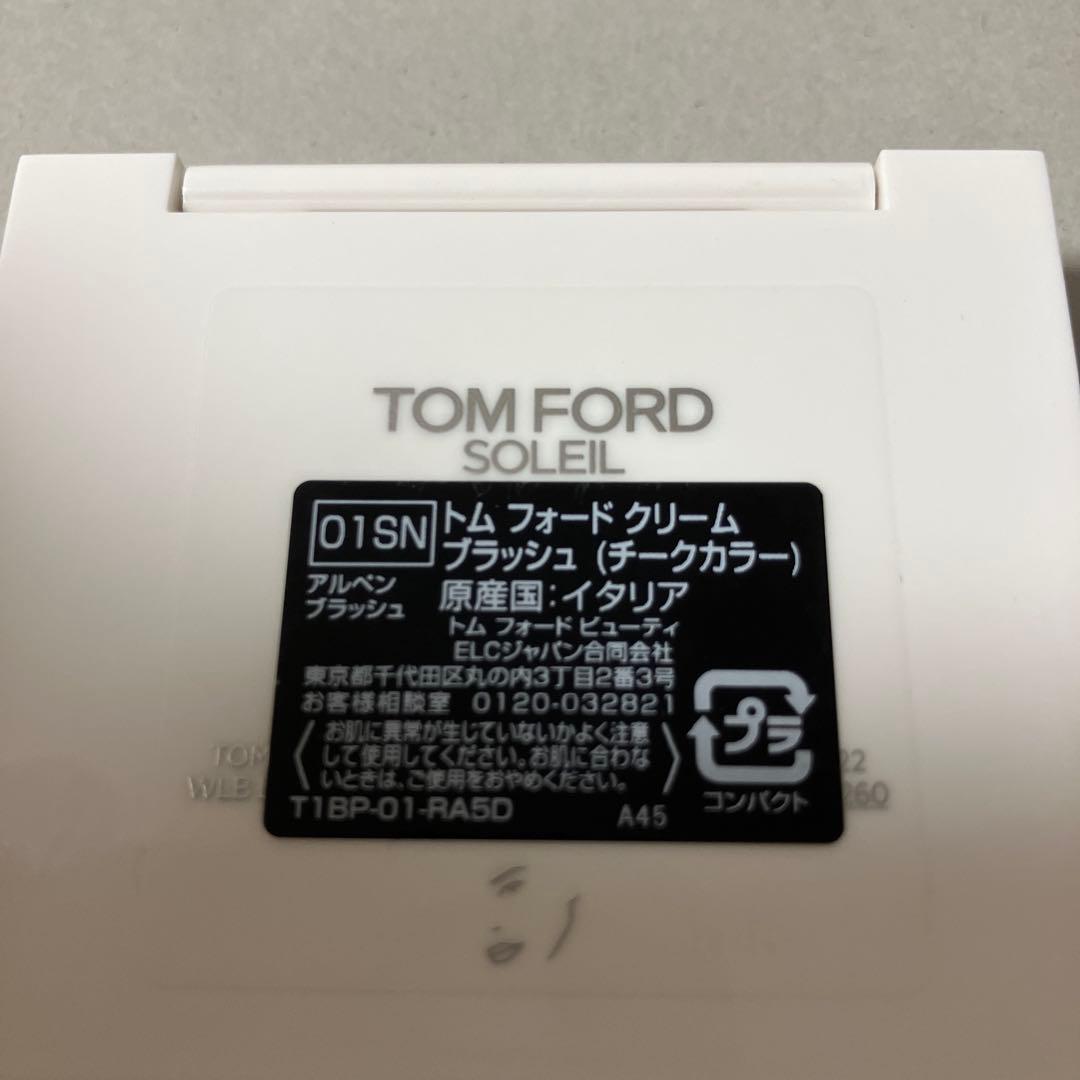 TOM FORD
SOLEIL
01SN
アルペン
ブラッシュ
トム フォード クリーム
ブラッシュ (チークカラー)
原産国:イタリア
トム フォード ビューティ
ELCジャパン合同会社
東京都千代田区丸の内3丁目2番3号
お客様相談室 0120-032821
お肌に異常が生じていないかよく注意
して使用してください。お肌に合わな
いときは、ご使用をおやめください。
T1BP-01-RA5D
A45
プラ
コンパクト
TOM
WLB
22